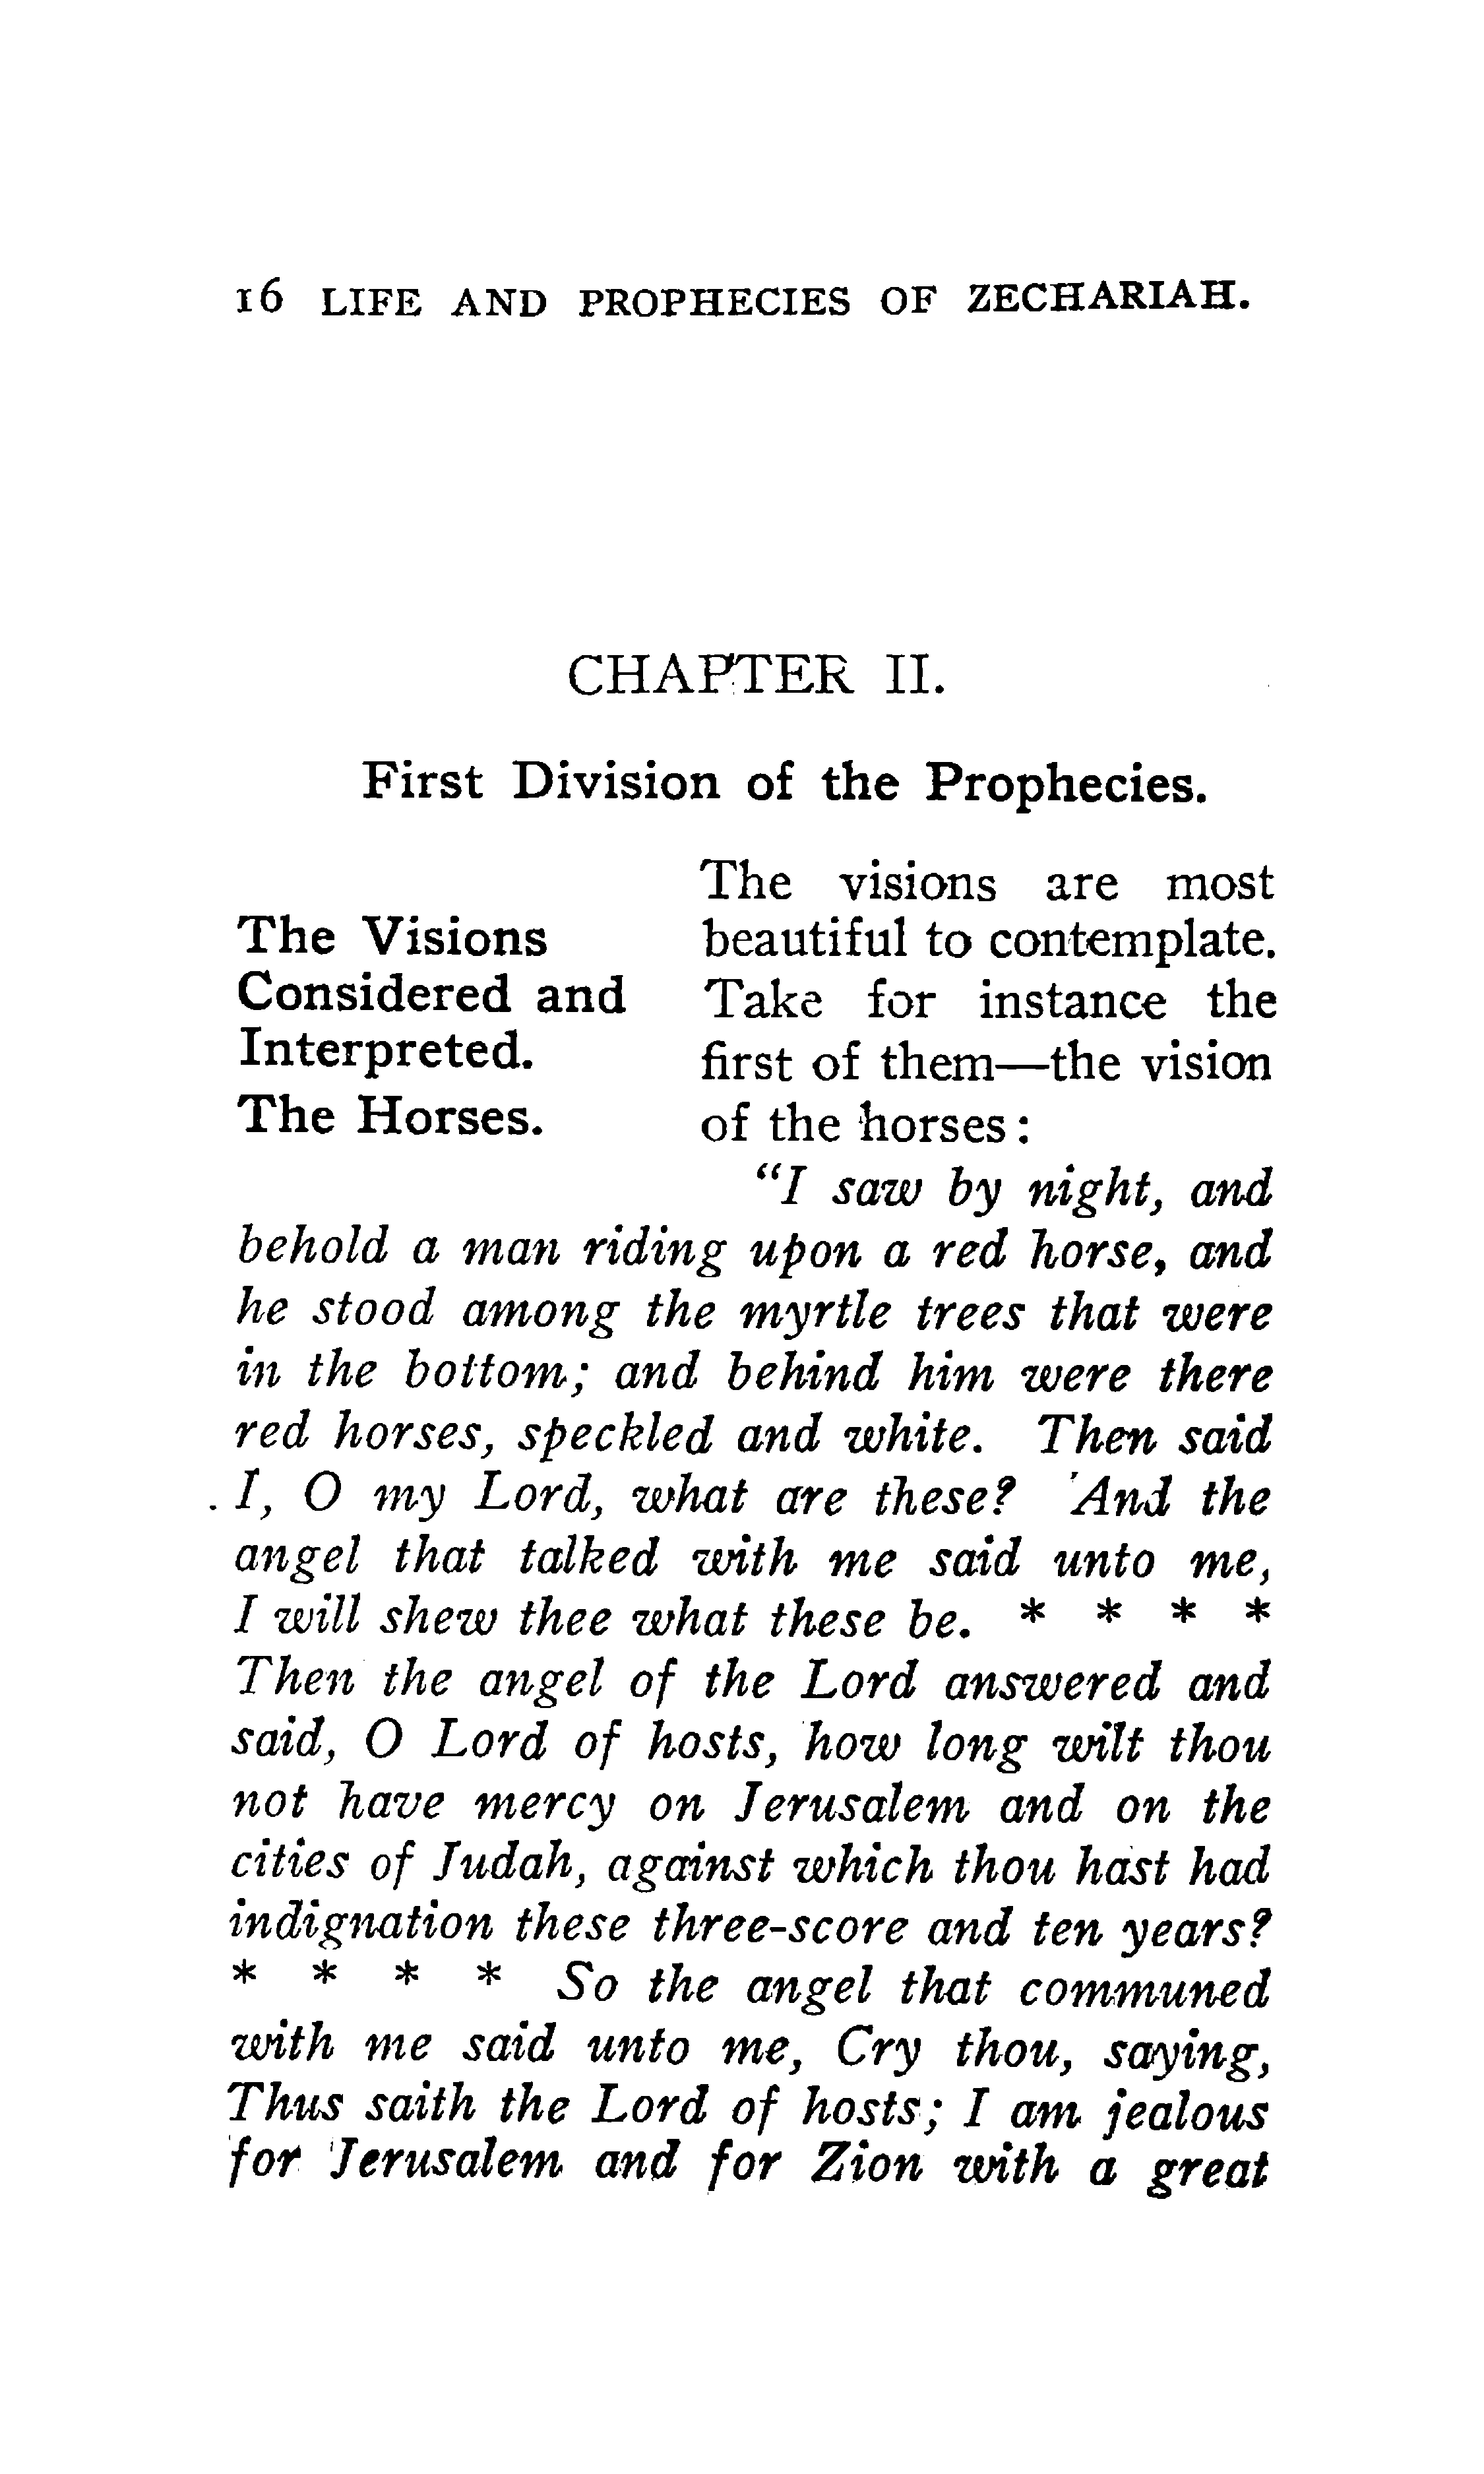 16 LIFE AND PROPHECIES OF ZECHARIAH.
CHAPTER II.
First Division of the Prophecies.
The Visions
Considered and
Interpreted.
The Horses.
The visions are most
beautiful to contemplate.
Take for instance the
first of them—the vision
of the horses:
"I saw by night, and
behold a man riding upon a red horse, and
he stood among the myrtle trees that were
in the bottom; and behind him were there
red horses, speckled and white. Then said
I, O my Lord, what are these? And the
angel that talked with me said unto me,
I will shew thee what these be. * * * *
Then the angel of the Lord answered and
said, O Lord of hosts, how long wilt thou
not have mercy on Jerusalem and on the
cities of Judah, against which thou hast had
indignation these three-score and ten years?
* * * * So the angel that communed
with me said unto me, Cry thou, saying,
Thus saith the Lord of hosts; I am jealous
for Jerusalem and for Zion with a great